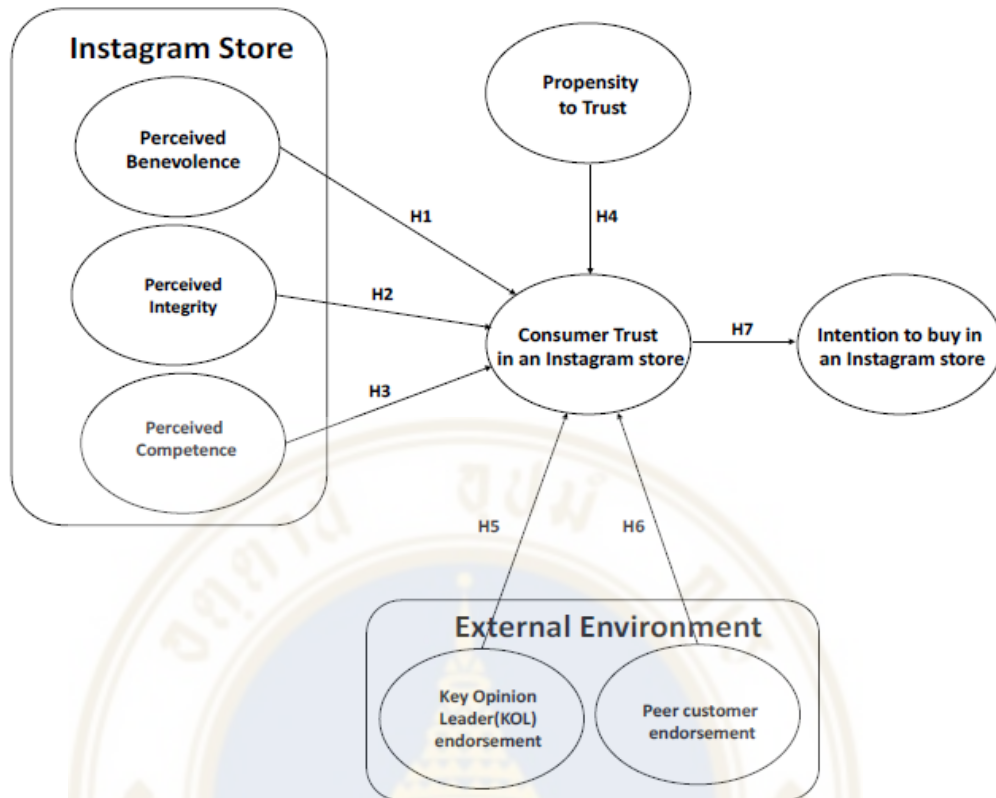 Instagram Store
Perceived
Benevolence
Perceived
Integrity
Perceived
Competence
Propensity
to Trust
H1
H2
H3
H4
Consumer Trust
in an Instagram store
H7
Intention to buy in
an Instagram store
H5
H6
External Environment
Key Opinion
Leader(KOL)
endorsement
Peer customer
endorsement